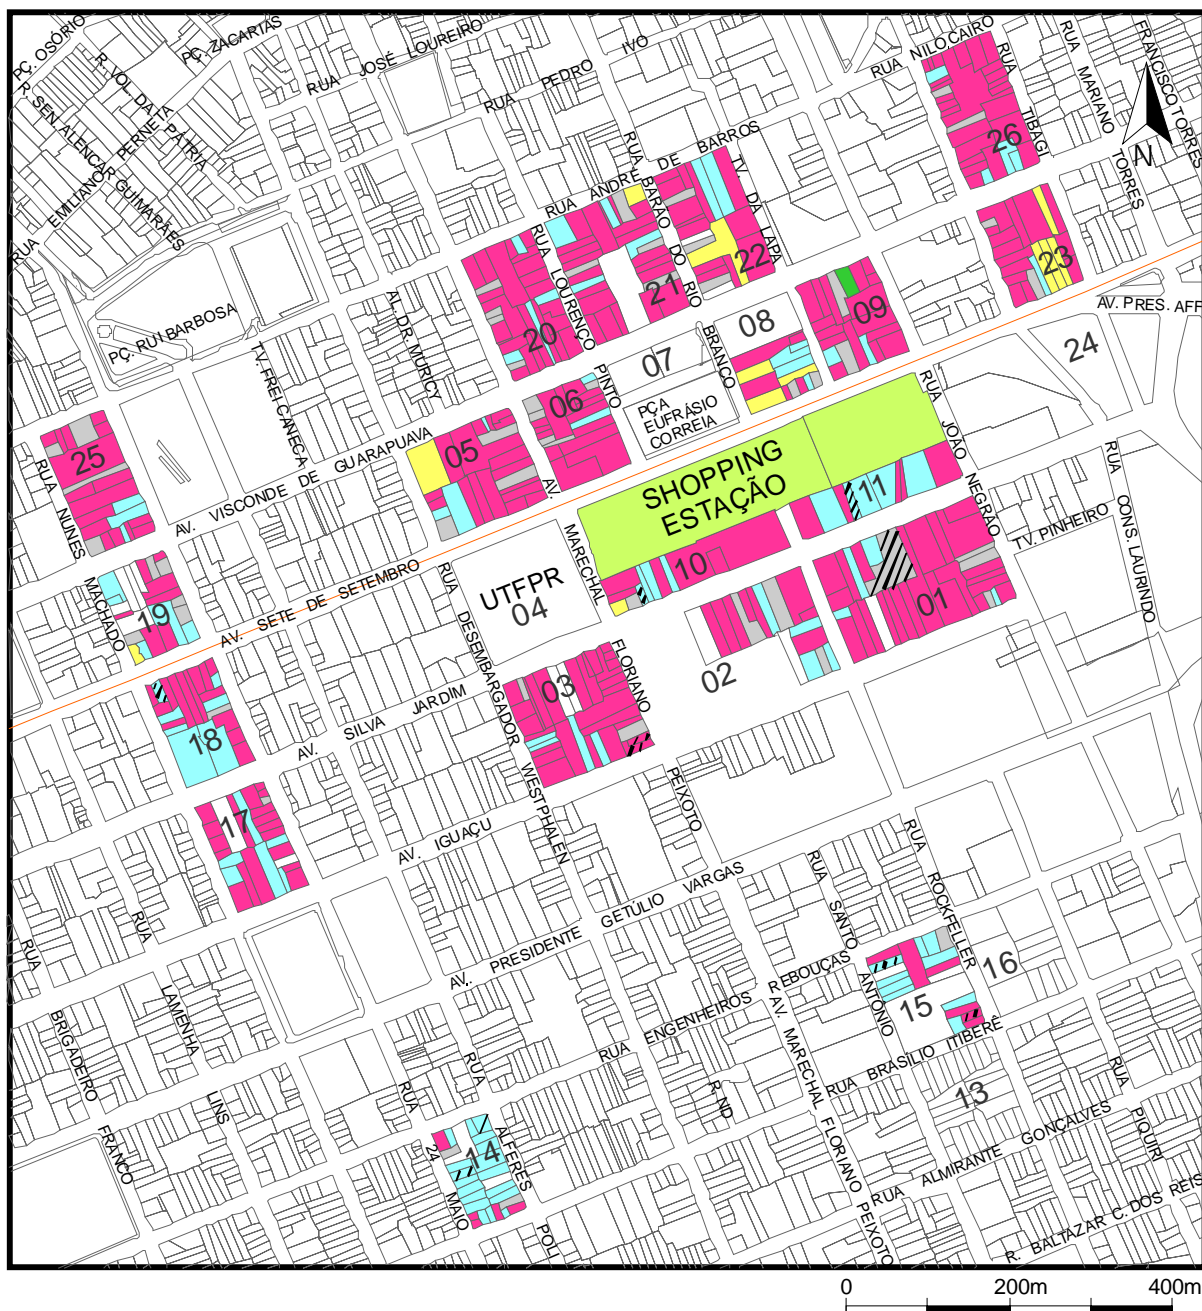 PÇ. OSÓRIO
PÇ. ZACARIAS
R. VOL. DA PÁTRIA
RUA JOSÉ LOUREIRO
RUA PEDRO IVO
RUA NILO CAIRO
RUA TIBAGI
RUA MARIANO TORRES
FRANCISCO TORRES
R. SEN ALENCAR GUIMARÃES
RUA EMILIANO PERNETA
N
26
RUA ANDRÉ DE BARROS
RUA BARÃO DO RIO BRANCO
TV. DA LAPA
RUA LOURENÇO PINTO
22
21
20
23
09
08
07
06
24
AV. PRES. AFF
PÇ. RUI BARBOSA
AL. DR. MURICY
TV. FREI CANECA
PÇA
EUFRÁSIO
CORREIA
AV. VISCONDE DE GUARAPUAVA
05
25
RUA NUNES MACHADO
SHOPPING
ESTAÇÃO
RUA JOÃO NEGRÃO
11
10
01
TV. PINHEIRO
RUA CONS. LAURINDO
AV. MARECHAL FLORIANO PEIXOTO
UTFPR
04
AV. SETE DE SETEMBRO
19
RUA DESEMBARGADOR WESTPHALEN
03
02
18
AV. SILVA JARDIM
17
AV. IGUAÇU
AV. PRESIDENTE GETÚLIO VARGAS
RUA SANTO ANTÔNIO
RUA ROCKFELLER
16
15
RUA ENGENHEIROS REBOUÇAS
RUA BRASÍLIO ITIBERÊ
AV. MARECHAL FLORIANO PEIXOTO
13
RUA BRIGADEIRO FRANCO
RUA LAMENHA LINS
RUA 24 MAIO
RUA ALFERES POLI
14
R. ND
RUA ALMIRANTE GONÇALVES
RUA PIQUIRI
R. BALTAZAR C. DOS REIS
0 200m 400m